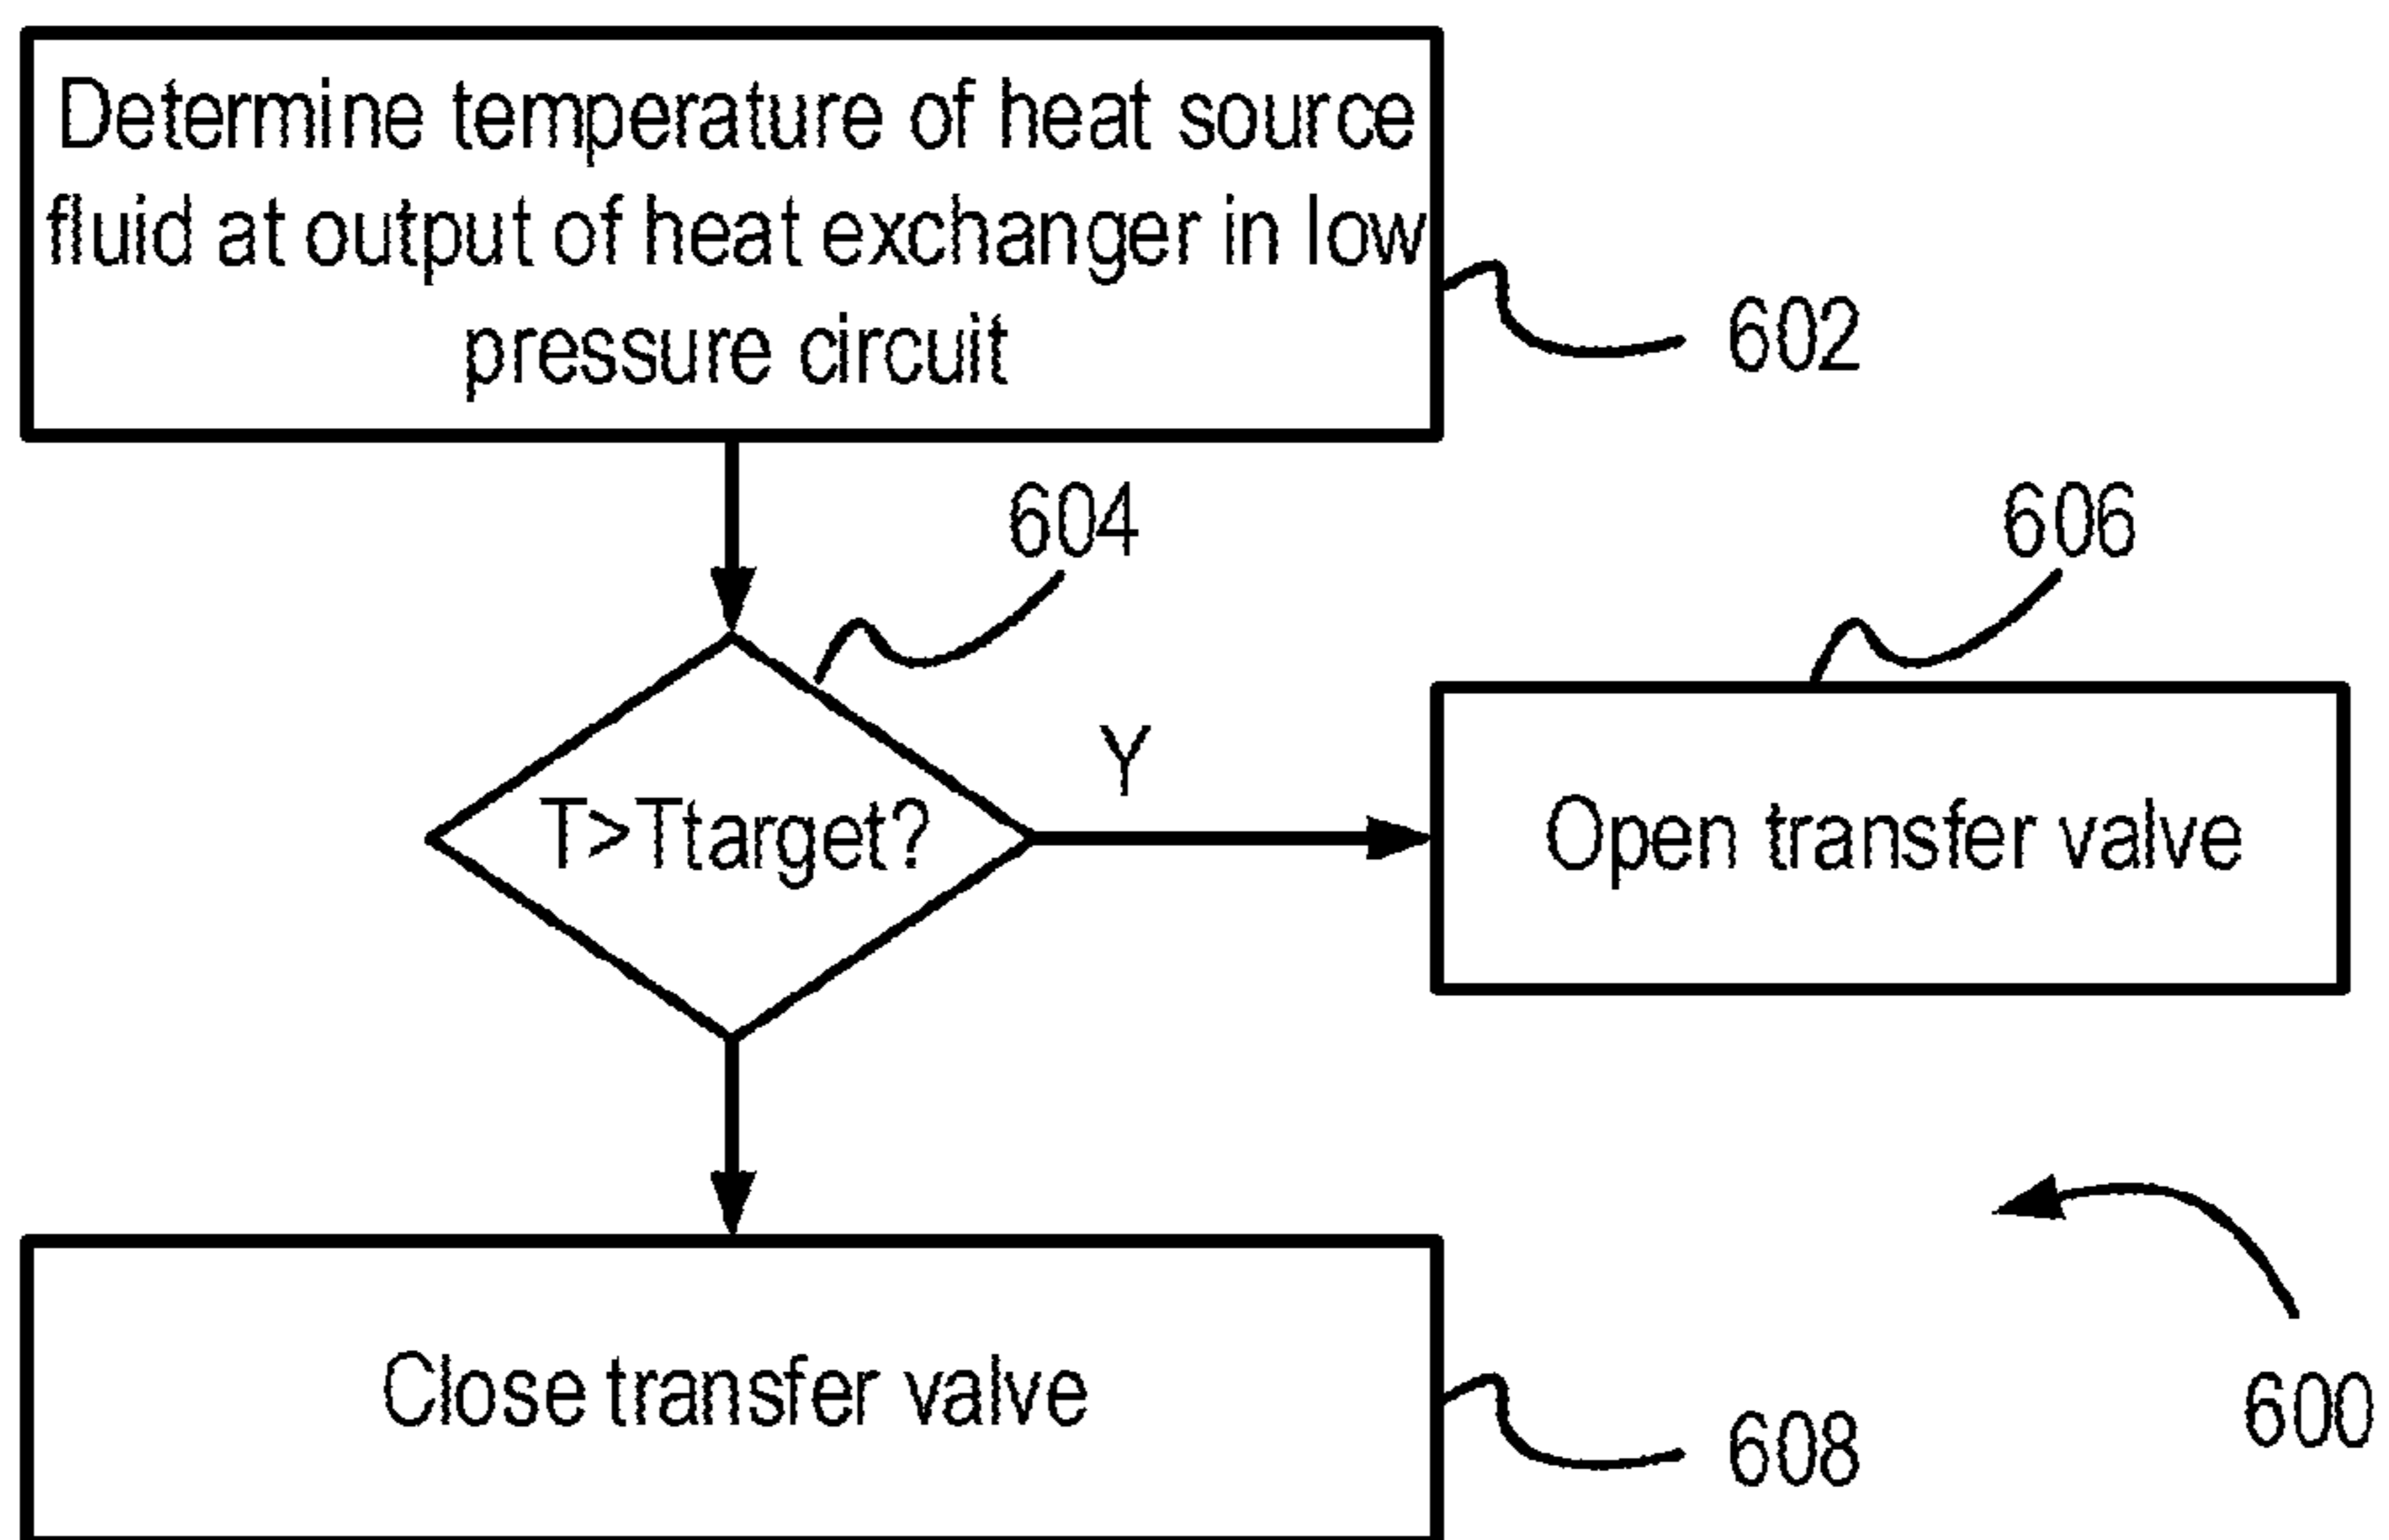 Determine temperature of heat source
fluid at output of heat exchanger in low
pressure circuit
602
604
606
Y
T>Ttarget?
Open transfer valve
Close transfer valve
608
600